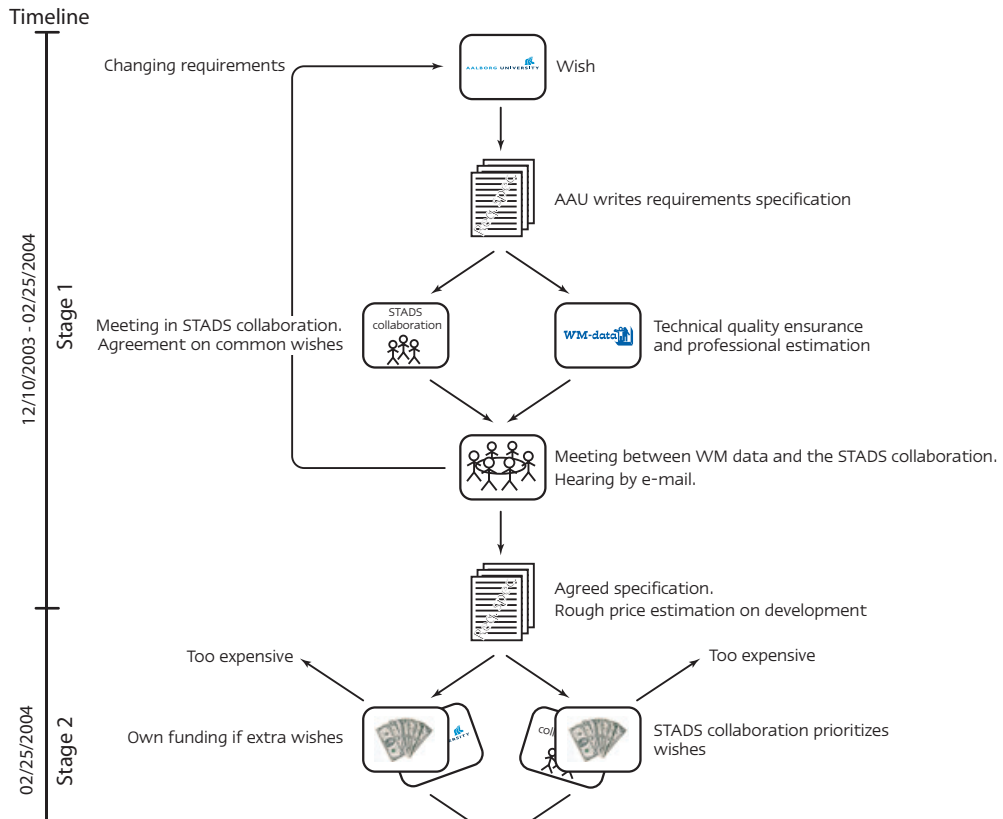 Timeline
Changing requirements
AALBORG UNIVERSITY
Wish
AAU writes requirements specification
12/10/2003 - 02/25/2004
Stage 1
Meeting in STADS collaboration.
Agreement on common wishes
STADS
collaboration
WM-data
Technical quality ensurance
and professional estimation
Meeting between WM data and the STADS collaboration.
Hearing by e-mail.
Agreed specification.
Rough price estimation on development
Too expensive
Too expensive
02/25/2004
Stage 2
Own funding if extra wishes
STADS collaboration prioritizes
wishes